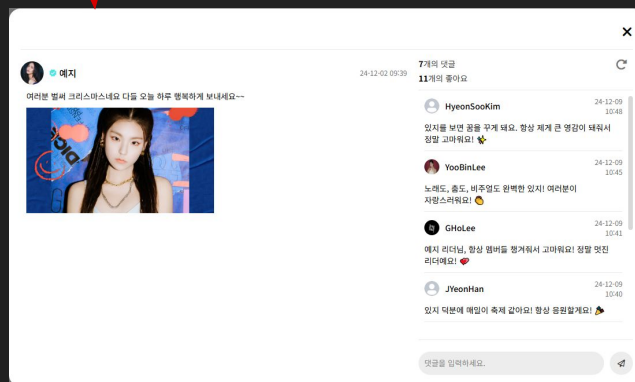 예지
24-12-02 09:39
여러분 벌써 크리스마스네요 다들 오늘 하루 행복하게 보내세요~~
7개의 댓글
11개의 좋아요
HyeonSooKim
24-12-09
10:48
있지를 보면 꿈을 꾸게 돼요. 항상 제게 큰 영감이 돼줘서
정말 고마워요! ✨
YooBinLee
24-12-09
10:45
노래도, 춤도, 비주얼도 완벽한 있지! 여러분이
자랑스러워요! 👏
GHoLee
24-12-09
10:41
예지 리더님, 항상 멤버들 챙겨줘서 고마워요! 정말 멋진
리더예요! 💖
JYeonHan
24-12-09
10:40
있지 덕분에 매일이 축제 같아요! 항상 응원할게요! 🎉
댓글을 입력하세요.